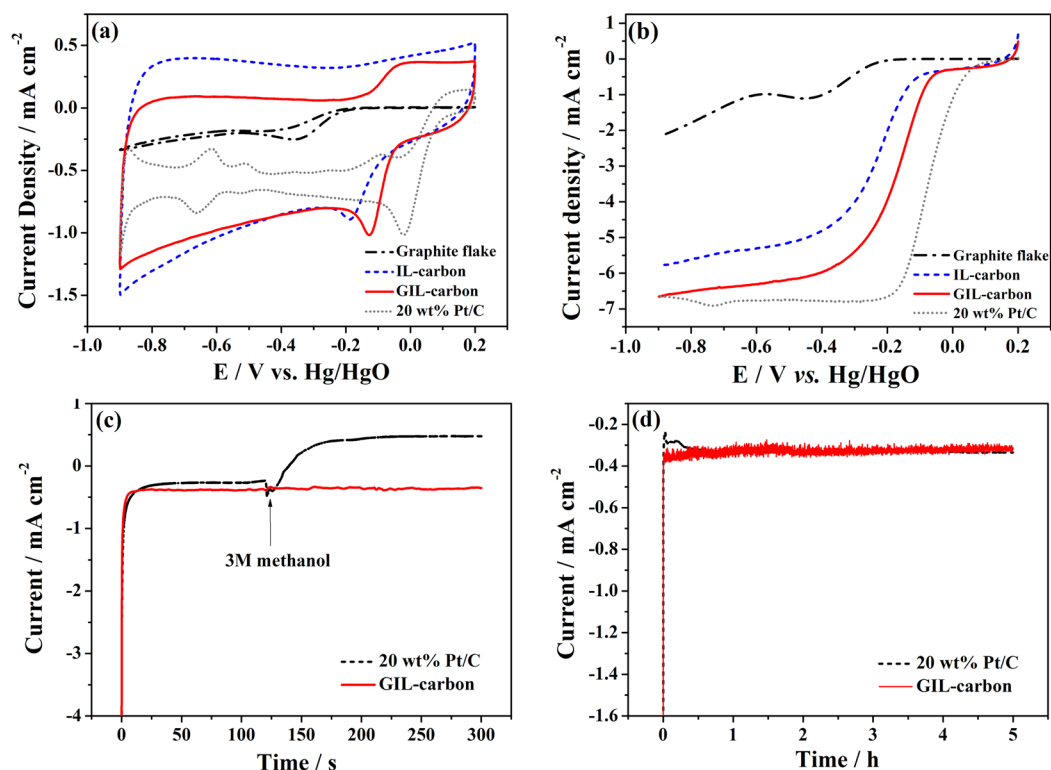 (a)
Current Density / mA cm⁻²
0.5
0.0
-0.5
-1.0
-1.5
Graphite flake
IL-carbon
GIL-carbon
20 wt% Pt/C
-1.0 -0.8 -0.6 -0.4 -0.2 0.0 0.2
E / V vs. Hg/HgO
(b)
Current density / mA cm⁻²
1
0
-1
-2
-3
-4
-5
-6
-7
Graphite flake
IL-carbon
GIL-carbon
20 wt% Pt/C
-1.0 -0.8 -0.6 -0.4 -0.2 0.0 0.2
E / V vs. Hg/HgO
(c)
Current / mA cm⁻²
1
0
-1
-2
-3
-4
3M methanol
20 wt% Pt/C
GIL-carbon
0 50 100 150 200 250 300
Time / s
(d)
Current / mA cm⁻²
-0.2
-0.4
-0.6
-0.8
-1.0
-1.2
-1.4
-1.6
20 wt% Pt/C
GIL-carbon
0 1 2 3 4 5
Time / h